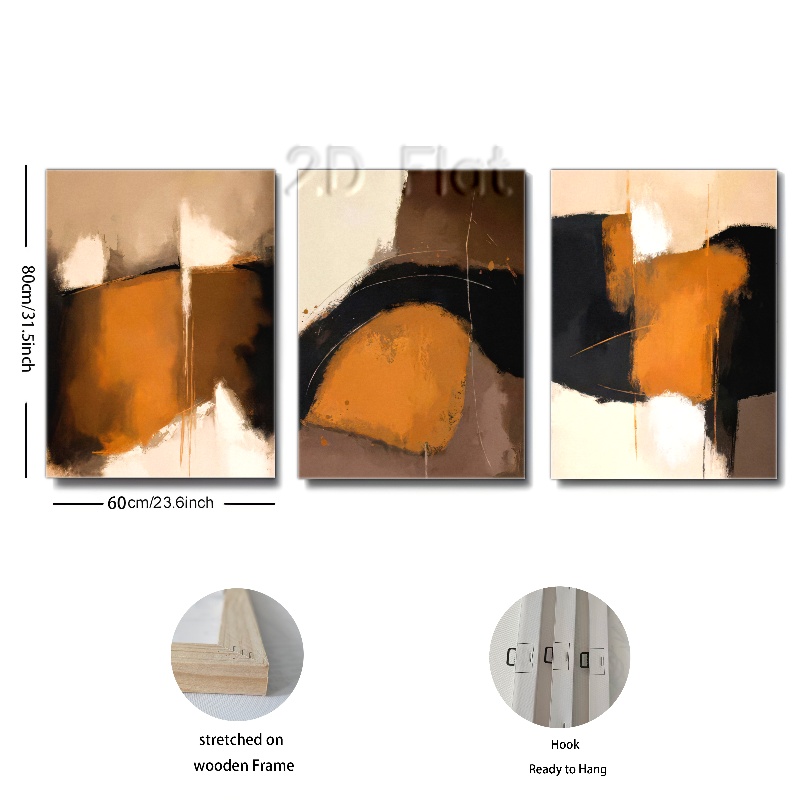 2D Flat
80cm/31.5inch
60cm/23.6inch
stretched on
wooden Frame
Hook
Ready to Hang